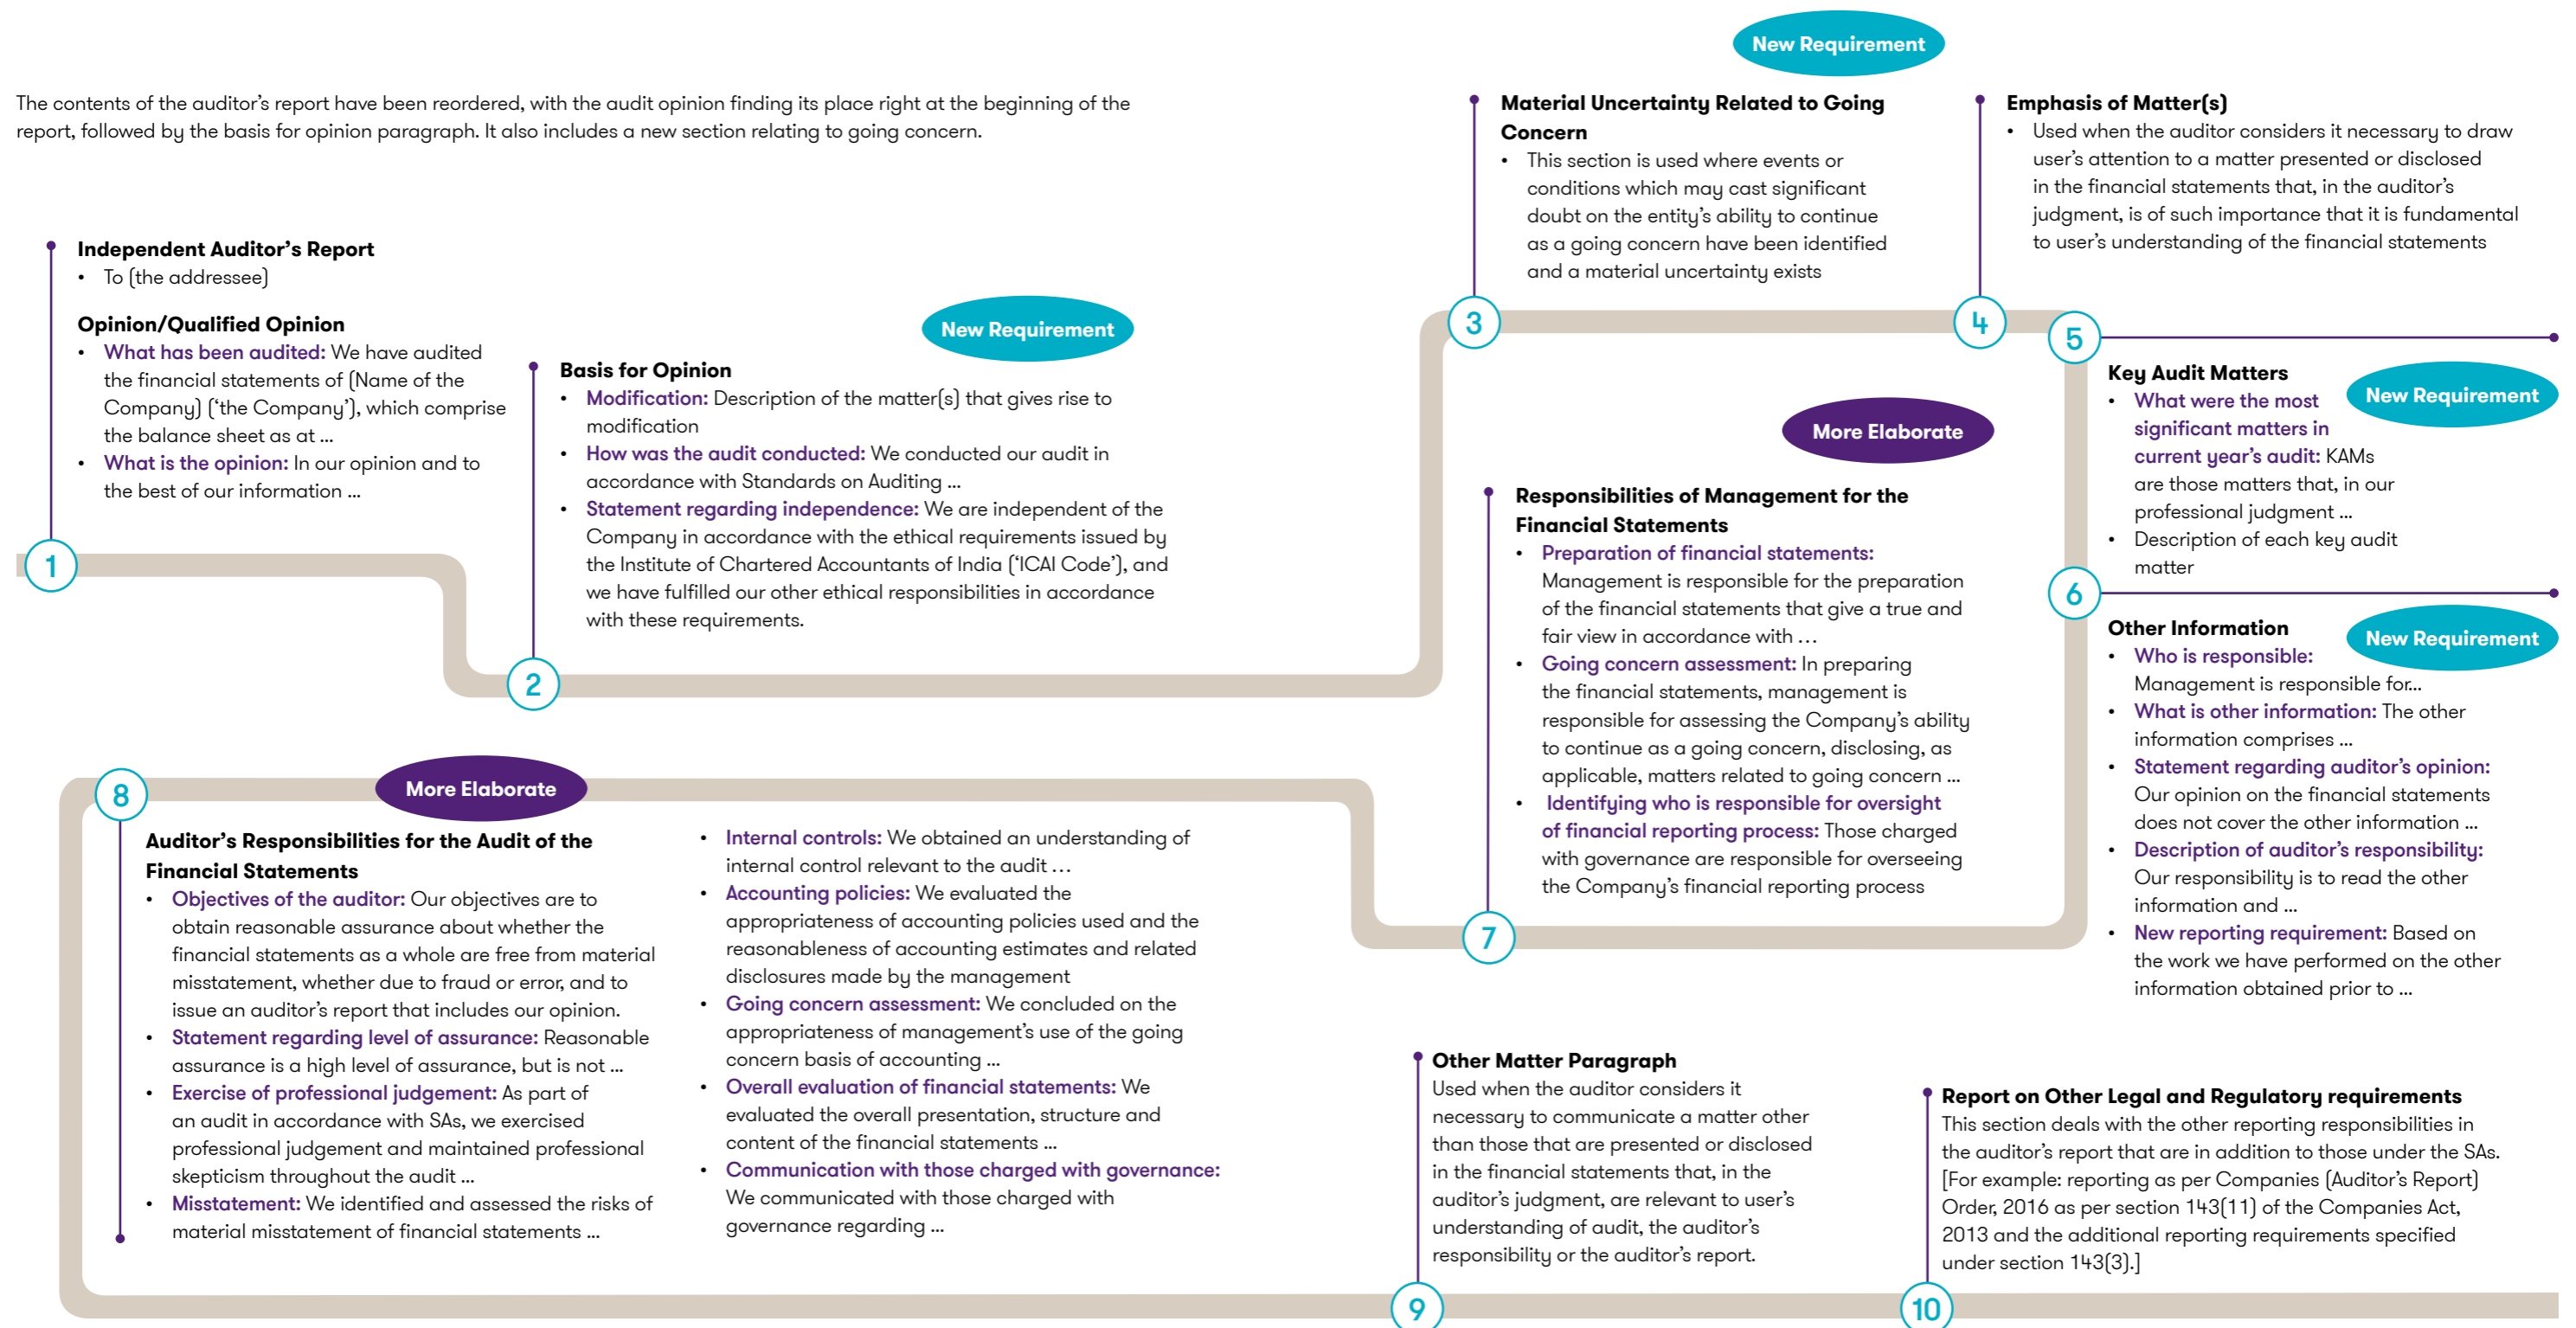 The contents of the auditor's report have been reordered, with the audit opinion finding its place right at the beginning of the
report, followed by the basis for opinion paragraph. It also includes a new section relating to going concern.
Independent Auditor's Report
• To (the addressee)
Opinion/Qualified Opinion
• What has been audited: We have audited
the financial statements of (Name of the
Company) ('the Company'), which comprise
the balance sheet as at ...
• What is the opinion: In our opinion and to
the best of our information ...
1
New Requirement
Basis for Opinion
• Modification: Description of the matter(s) that gives rise to
modification
• How was the audit conducted: We conducted our audit in
accordance with Standards on Auditing ...
• Statement regarding independence: We are independent of the
Company in accordance with the ethical requirements issued by
the Institute of Chartered Accountants of India ('ICAI Code'), and
we have fulfilled our other ethical responsibilities in accordance
with these requirements.
2
New Requirement
Material Uncertainty Related to Going
Concern
• This section is used where events or
conditions which may cast significant
doubt on the entity's ability to continue
as a going concern have been identified
and a material uncertainty exists
3
Emphasis of Matter(s)
• Used when the auditor considers it necessary to draw
user's attention to a matter presented or disclosed
in the financial statements that, in the auditor's
judgment, is of such importance that it is fundamental
to user's understanding of the financial statements
4
5
Key Audit Matters
New Requirement
• What were the most
significant matters in
current year's audit: KAMs
are those matters that, in our
professional judgment ...
• Description of each key audit
matter
6
Other Information
New Requirement
• Who is responsible:
Management is responsible for...
• What is other information: The other
information comprises ...
• Statement regarding auditor's opinion:
Our opinion on the financial statements
does not cover the other information ...
• Description of auditor's responsibility:
Our responsibility is to read the other
information and ...
• New reporting requirement: Based on
the work we have performed on the other
information obtained prior to ...
More Elaborate
Responsibilities of Management for the
Financial Statements
• Preparation of financial statements:
Management is responsible for the preparation
of the financial statements that give a true and
fair view in accordance with ...
• Going concern assessment: In preparing
the financial statements, management is
responsible for assessing the Company's ability
to continue as a going concern, disclosing, as
applicable, matters related to going concern ...
• Identifying who is responsible for oversight
of financial reporting process: Those charged
with governance are responsible for overseeing
the Company's financial reporting process
7
8
More Elaborate
Auditor's Responsibilities for the Audit of the
Financial Statements
• Objectives of the auditor: Our objectives are to
obtain reasonable assurance about whether the
financial statements as a whole are free from material
misstatement, whether due to fraud or error, and to
issue an auditor's report that includes our opinion.
• Statement regarding level of assurance: Reasonable
assurance is a high level of assurance, but is not ...
• Exercise of professional judgement: As part of
an audit in accordance with SAs, we exercised
professional judgement and maintained professional
skepticism throughout the audit ...
• Misstatement: We identified and assessed the risks of
material misstatement of financial statements ...
• Internal controls: We obtained an understanding of
internal control relevant to the audit ...
• Accounting policies: We evaluated the
appropriateness of accounting policies used and the
reasonableness of accounting estimates and related
disclosures made by the management
• Going concern assessment: We concluded on the
appropriateness of management's use of the going
concern basis of accounting ...
• Overall evaluation of financial statements: We
evaluated the overall presentation, structure and
content of the financial statements ...
• Communication with those charged with governance:
We communicated with those charged with
governance regarding ...
Other Matter Paragraph
Used when the auditor considers it
necessary to communicate a matter other
than those that are presented or disclosed
in the financial statements that, in the
auditor's judgment, are relevant to user's
understanding of audit, the auditor's
responsibility or the auditor's report.
9
Report on Other Legal and Regulatory requirements
This section deals with the other reporting responsibilities in
the auditor's report that are in addition to those under the SAs.
[For example: reporting as per Companies (Auditor's Report)
Order, 2016 as per section 143(11) of the Companies Act,
2013 and the additional reporting requirements specified
under section 143(3).]
10